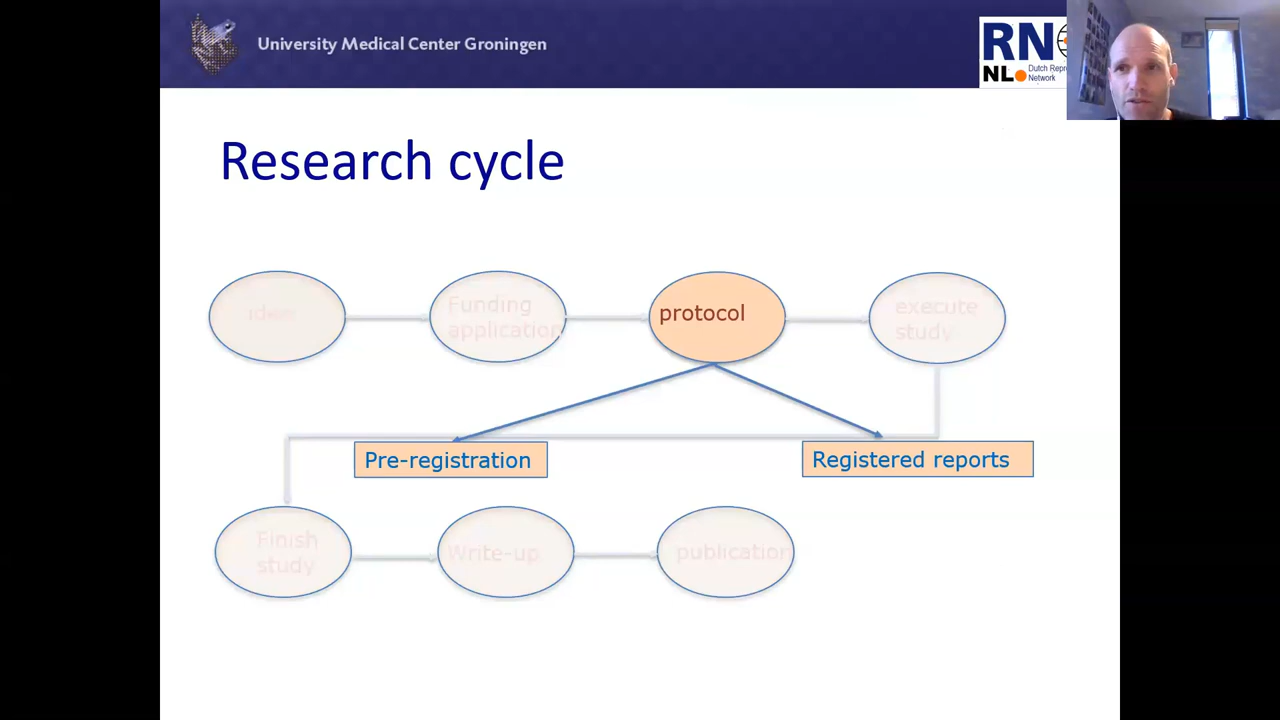 University Medical Center Groningen
RN
NL
Dutch
Network
Research cycle
idea
Funding
application
protocol
execute
study
Pre-registration
Registered reports
Finish
study
Write-up
publication